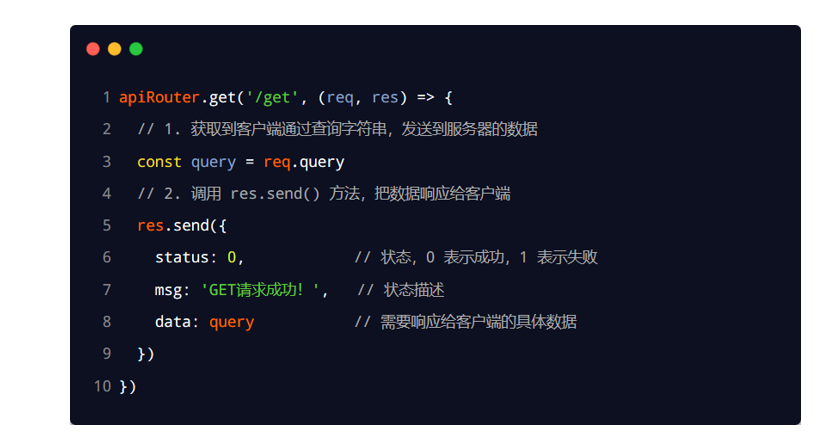 1 apiRouter.get('/get', (req, res) => {
2   // 1. 获取到客户端通过查询字符串，发送到服务器的数据
3   const query = req.query
4   // 2. 调用 res.send() 方法，把数据响应给客户端
5   res.send({
6     status: 0,            // 状态，0 表示成功，1 表示失败
7     msg: 'GET请求成功！',   // 状态描述
8     data: query           // 需要响应给客户端的具体数据
9   })
10 })